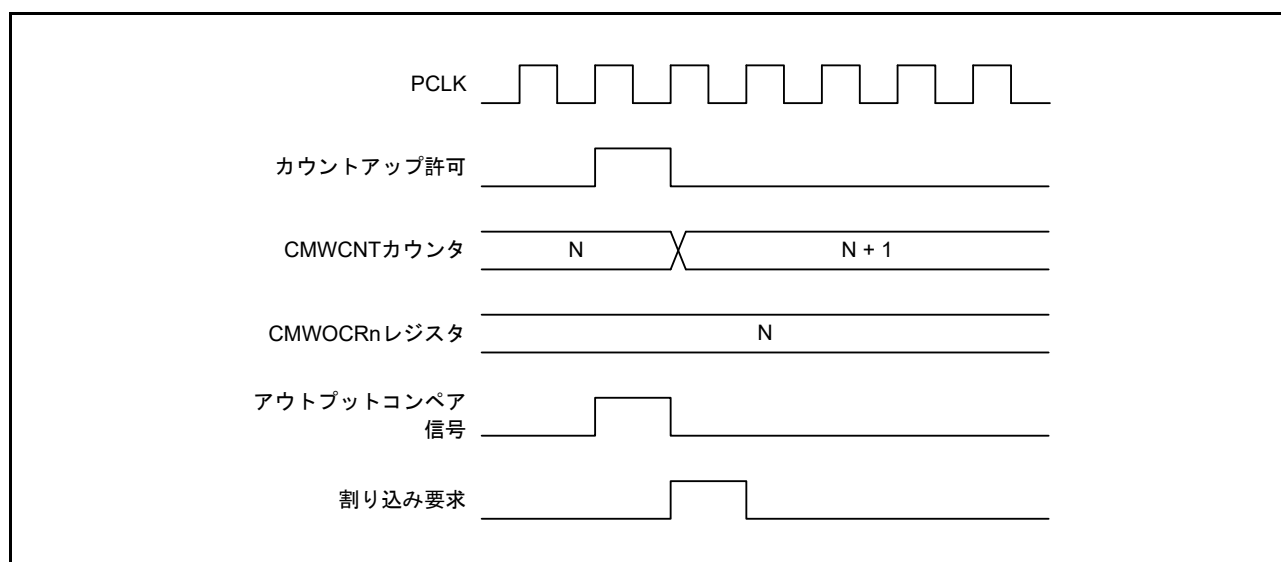 PCLK
カウントアップ許可
CMWCNTカウンタ
N
N + 1
CMWOCRnレジスタ
N
アウトプットコンペア
信号
割り込み要求